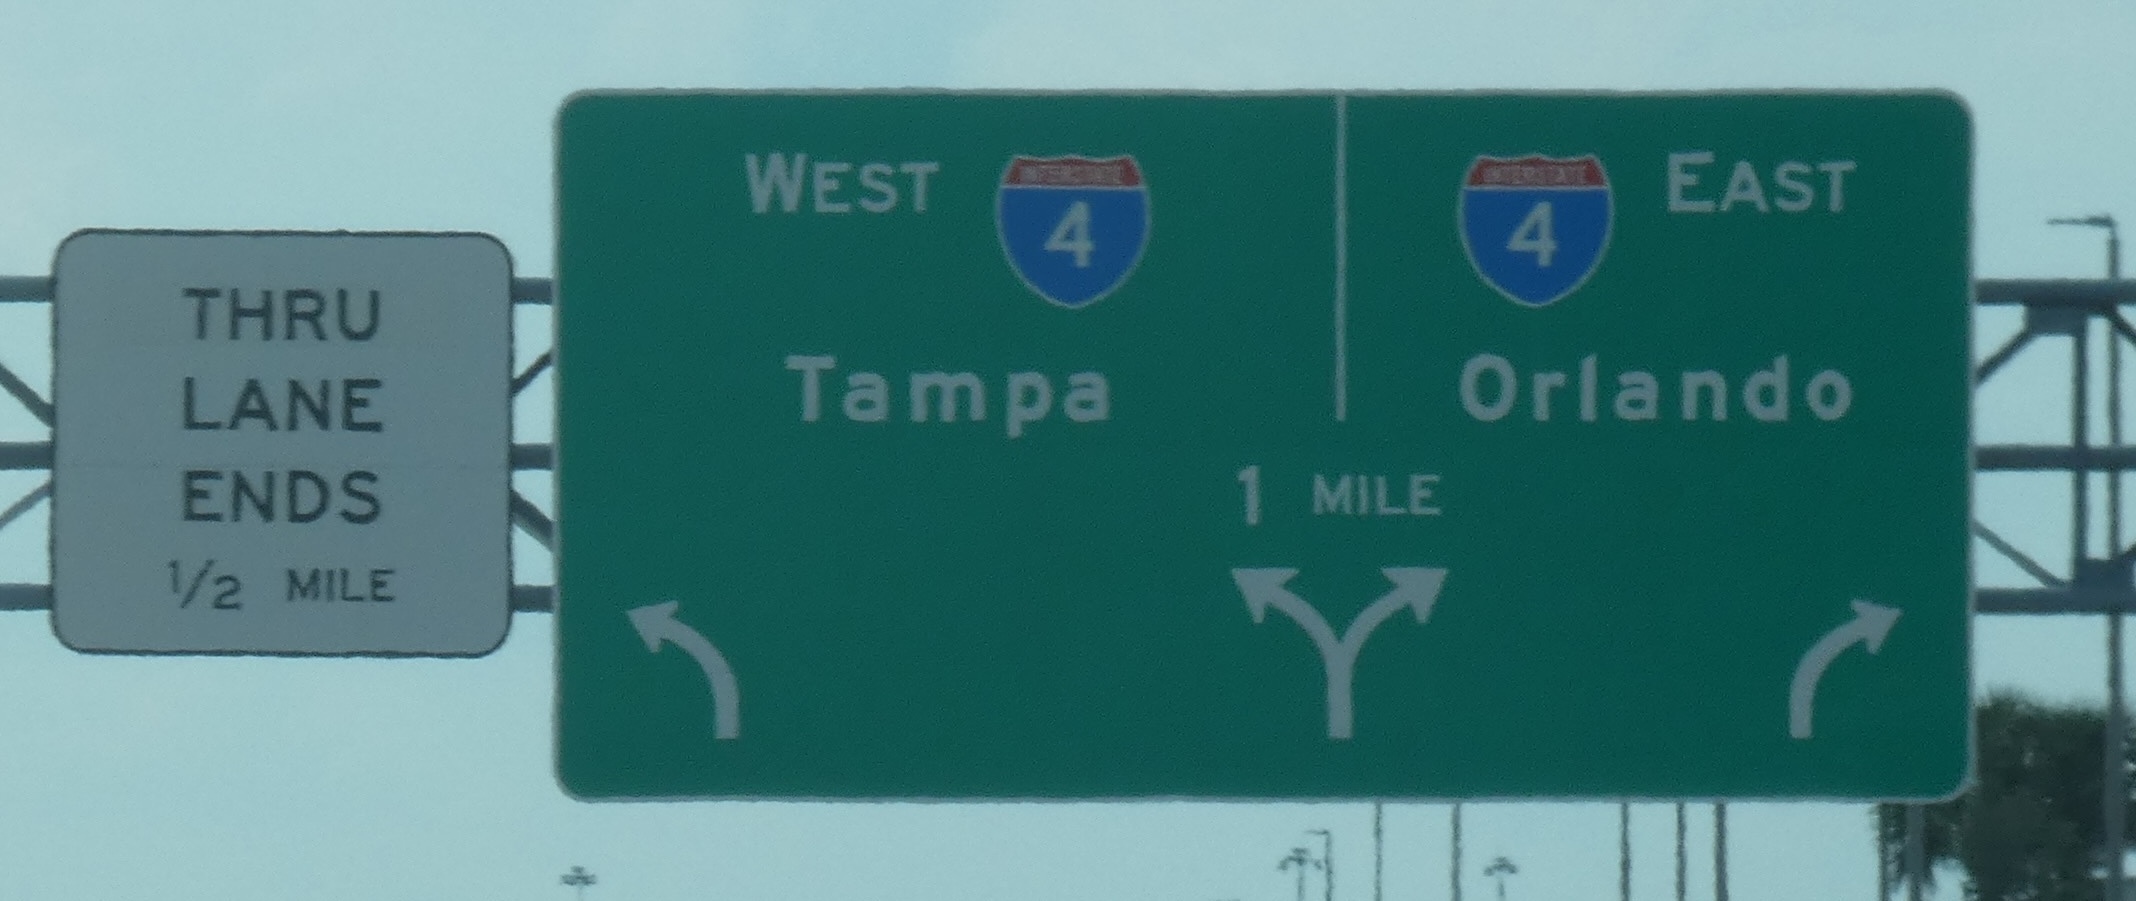 THRU
LANE
ENDS
1/2 MILE
WEST INTERSTATE 4
Tampa
INTERSTATE 4 EAST
Orlando
1 MILE